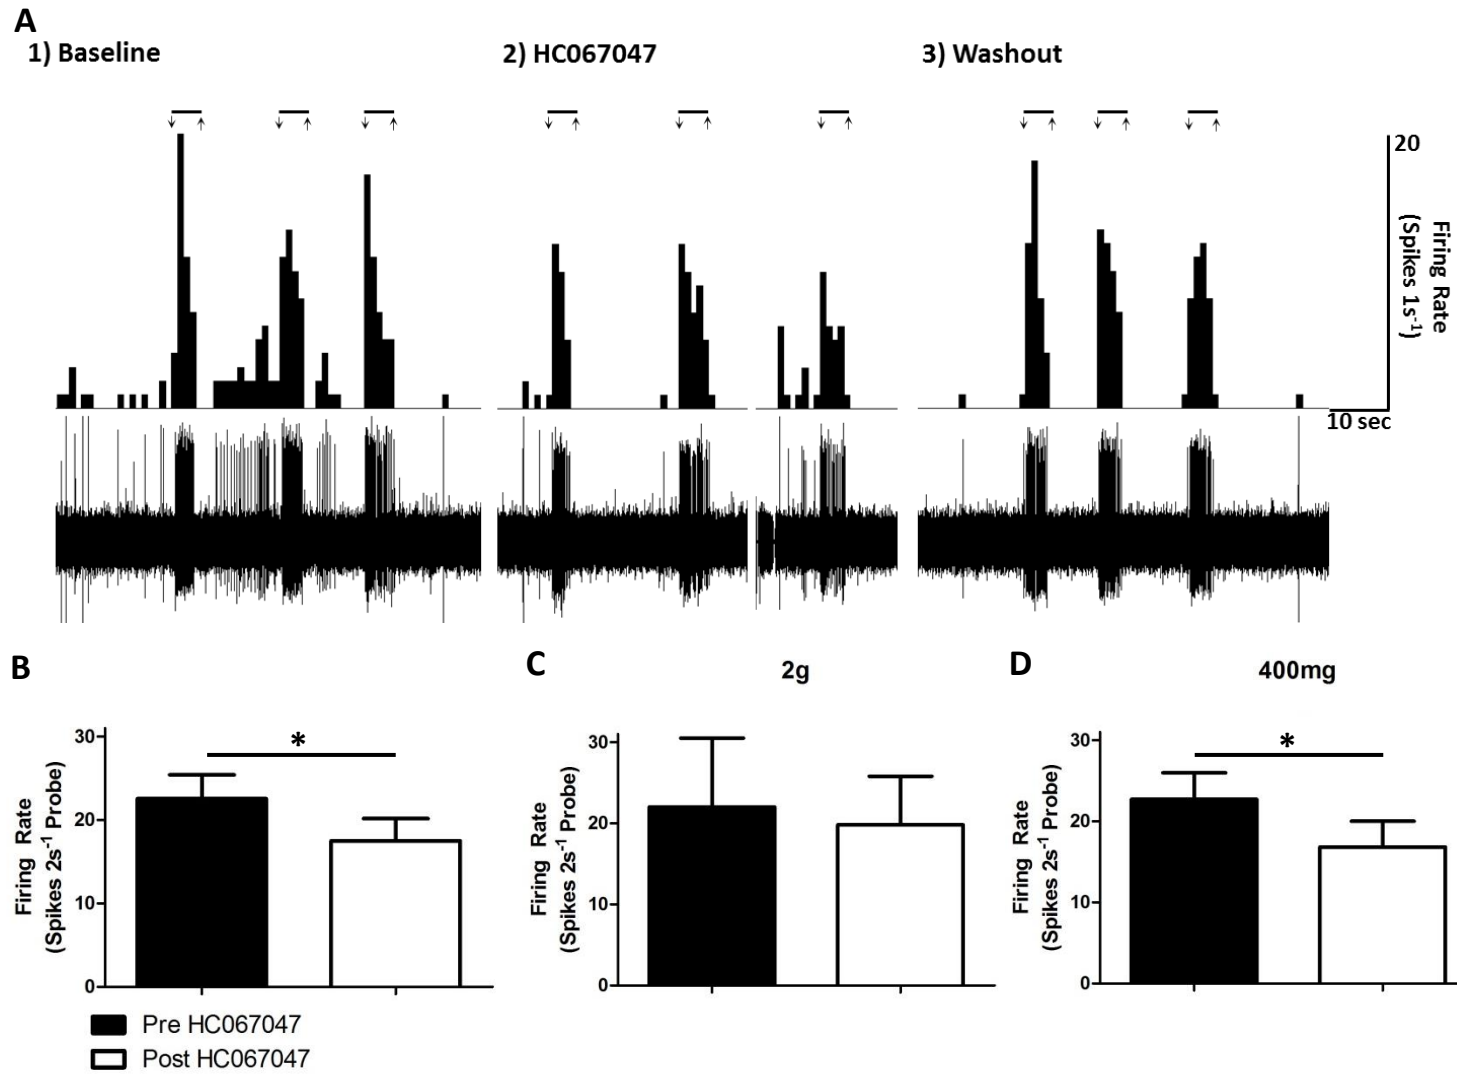 A
1) Baseline
2) HC067047
3) Washout
20
Firing Rate
(Spikes 1s⁻¹)
10 sec
B
30
20
10
0
Firing Rate
(Spikes 2s⁻¹ Probe)
*
C
2g
30
20
10
0
Firing Rate
(Spikes 2s⁻¹ Probe)
D
400mg
30
20
10
0
Firing Rate
(Spikes 2s⁻¹ Probe)
*
Pre HC067047
Post HC067047